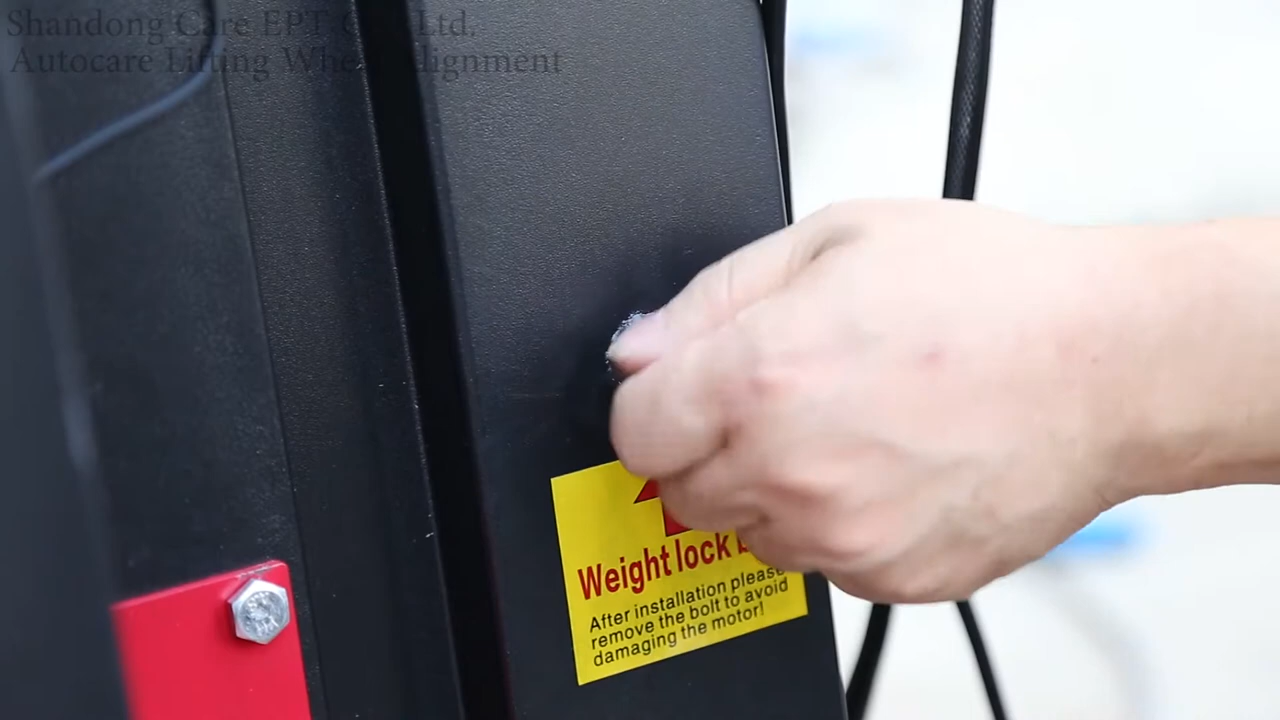 Shandong Care EPT Ltd.
Autocare Lifting Wheel Alignment
Weight lock
After installation please
remove the bolt to avoid
damaging the motor!